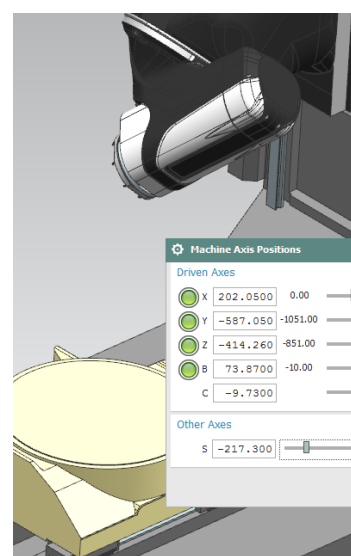 Machine Axis Positions
Driven Axes
X 202.0500 0.00
Y -587.050 -1051.00
Z -414.260 -851.00
B 73.8700 -10.00
C -9.7300
Other Axes
S -217.300